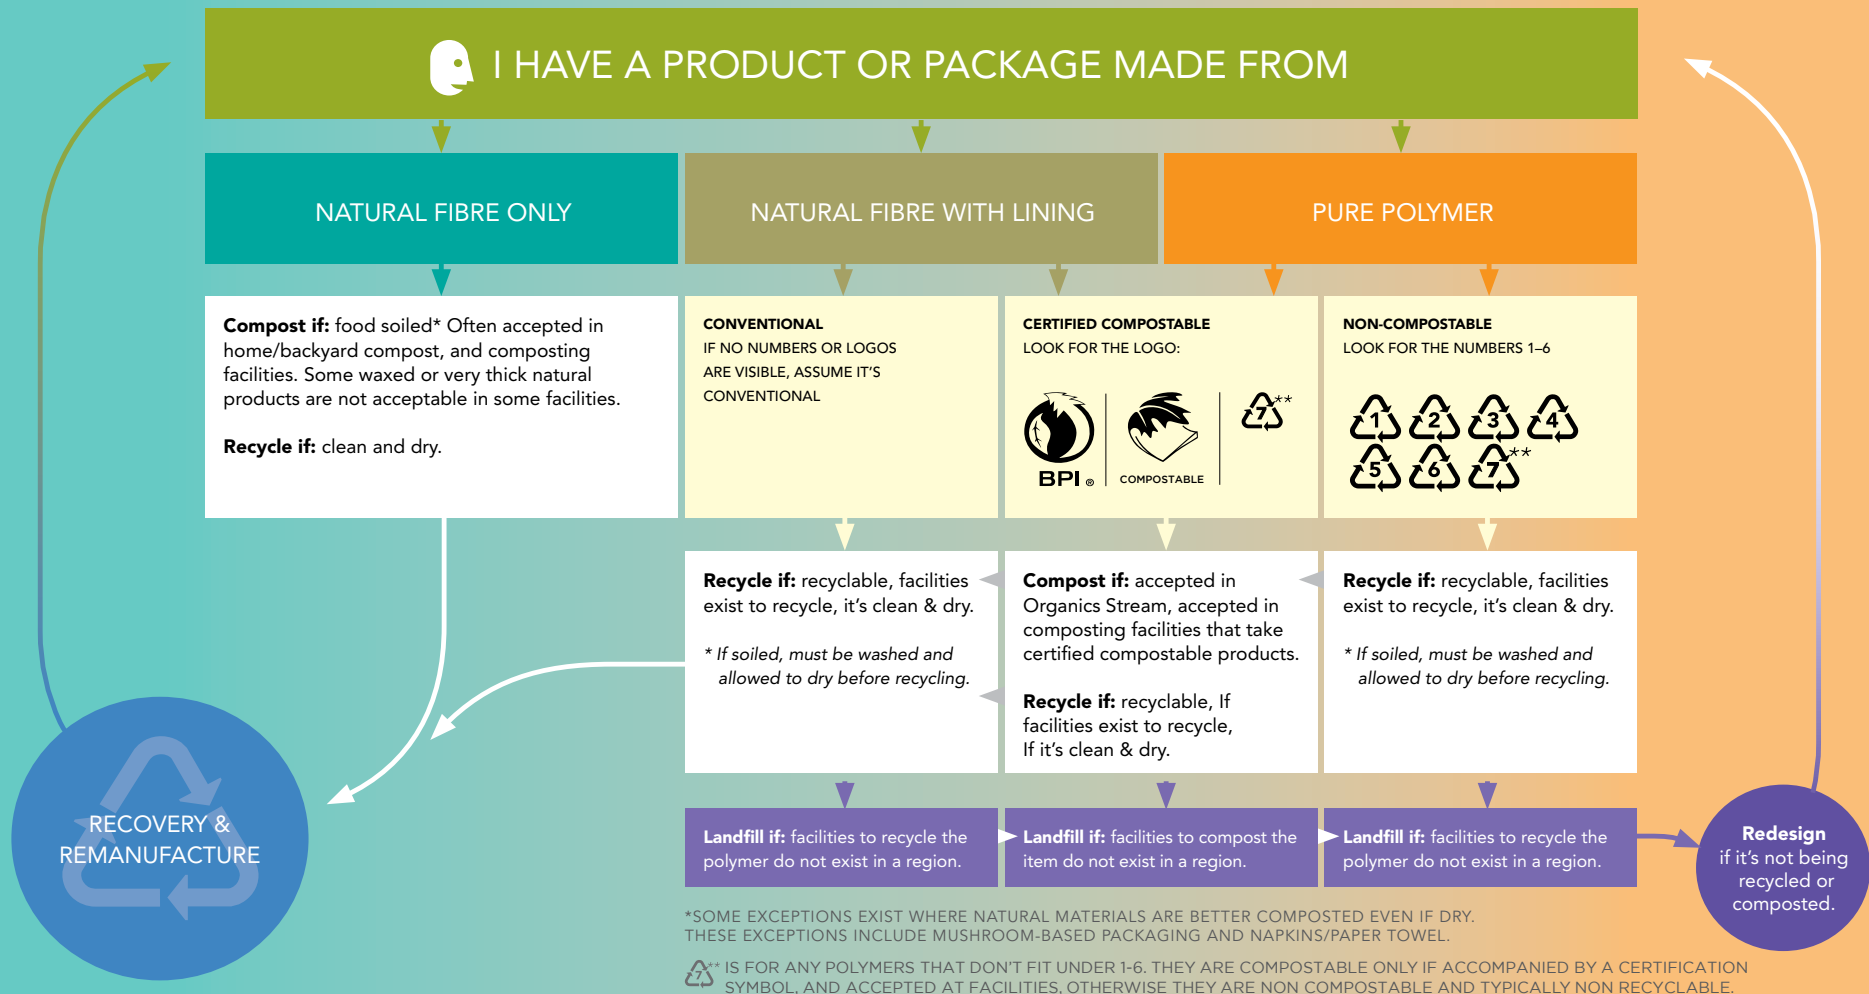 I HAVE A PRODUCT OR PACKAGE MADE FROM
NATURAL FIBRE ONLY
NATURAL FIBRE WITH LINING
PURE POLYMER
Compost if: food soiled* Often accepted in
home/backyard compost, and composting
facilities. Some waxed or very thick natural
products are not acceptable in some facilities.
Recycle if: clean and dry.
CONVENTIONAL
IF NO NUMBERS OR LOGOS
ARE VISIBLE, ASSUME IT'S
CONVENTIONAL
CERTIFIED COMPOSTABLE
LOOK FOR THE LOGO:
BPI ®
COMPOSTABLE
7**
NON-COMPOSTABLE
LOOK FOR THE NUMBERS 1–6
1 2 3 4
5 6 7**
Recycle if: recyclable, facilities
exist to recycle, it's clean & dry.
* If soiled, must be washed and
allowed to dry before recycling.
Compost if: accepted in
Organics Stream, accepted in
composting facilities that take
certified compostable products.
Recycle if: recyclable, If
facilities exist to recycle,
If it's clean & dry.
Recycle if: recyclable, facilities
exist to recycle, it's clean & dry.
* If soiled, must be washed and
allowed to dry before recycling.
RECOVERY &
REMANUFACTURE
Landfill if: facilities to recycle the
polymer do not exist in a region.
Landfill if: facilities to compost the
item do not exist in a region.
Landfill if: facilities to recycle the
polymer do not exist in a region.
Redesign
if it's not being
recycled or
composted.
*SOME EXCEPTIONS EXIST WHERE NATURAL MATERIALS ARE BETTER COMPOSTED EVEN IF DRY.
THESE EXCEPTIONS INCLUDE MUSHROOM-BASED PACKAGING AND NAPKINS/PAPER TOWEL.
7** IS FOR ANY POLYMERS THAT DON'T FIT UNDER 1-6. THEY ARE COMPOSTABLE ONLY IF ACCOMPANIED BY A CERTIFICATION
SYMBOL, AND ACCEPTED AT FACILITIES, OTHERWISE THEY ARE NON COMPOSTABLE AND TYPICALLY NON RECYCLABLE.